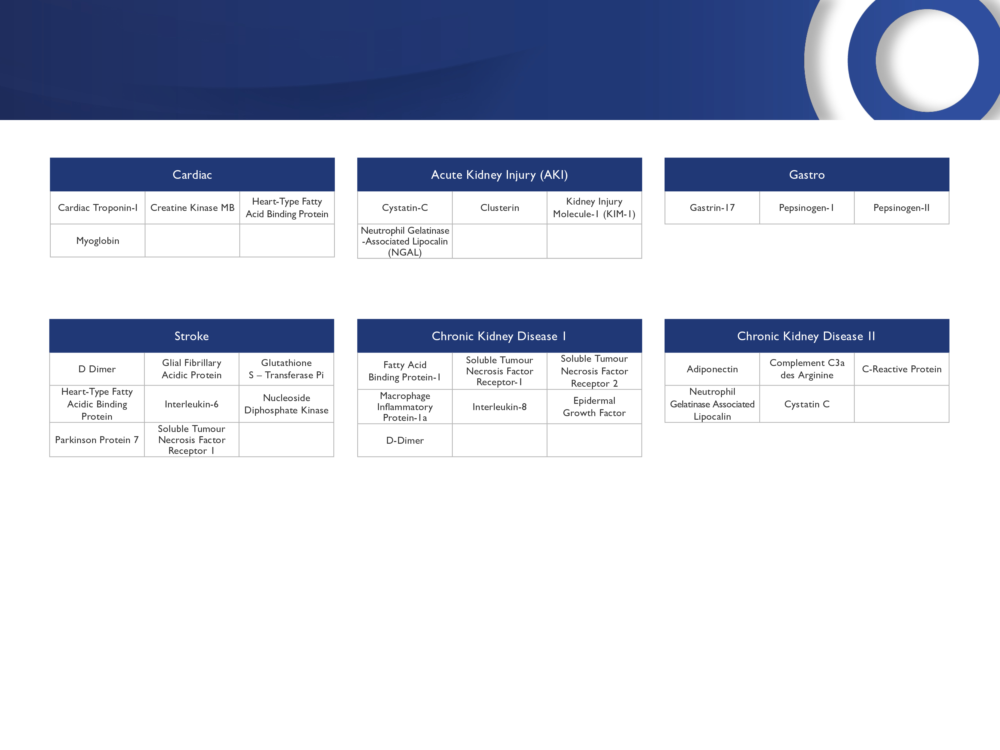 Cardiac
Cardiac Troponin-I
Creatine Kinase MB
Heart-Type Fatty
Acid Binding Protein
Myoglobin
Acute Kidney Injury (AKI)
Cystatin-C
Clusterin
Kidney Injury
Molecule-1 (KIM-1)
Neutrophil Gelatinase
-Associated Lipocalin
(NGAL)
Gastro
Gastrin-17
Pepsinogen-I
Pepsinogen-II
Stroke
D Dimer
Glial Fibrillary
Acidic Protein
Glutathione
S – Transferase Pi
Heart-Type Fatty
Acidic Binding
Protein
Interleukin-6
Nucleoside
Diphosphate Kinase
Parkinson Protein 7
Soluble Tumour
Necrosis Factor
Receptor 1
Chronic Kidney Disease I
Fatty Acid
Binding Protein-1
Soluble Tumour
Necrosis Factor
Receptor-1
Soluble Tumour
Necrosis Factor
Receptor 2
Macrophage
Inflammatory
Protein-1a
Interleukin-8
Epidermal
Growth Factor
D-Dimer
Chronic Kidney Disease II
Adiponectin
Complement C3a
des Arginine
C-Reactive Protein
Neutrophil
Gelatinase Associated
Lipocalin
Cystatin C